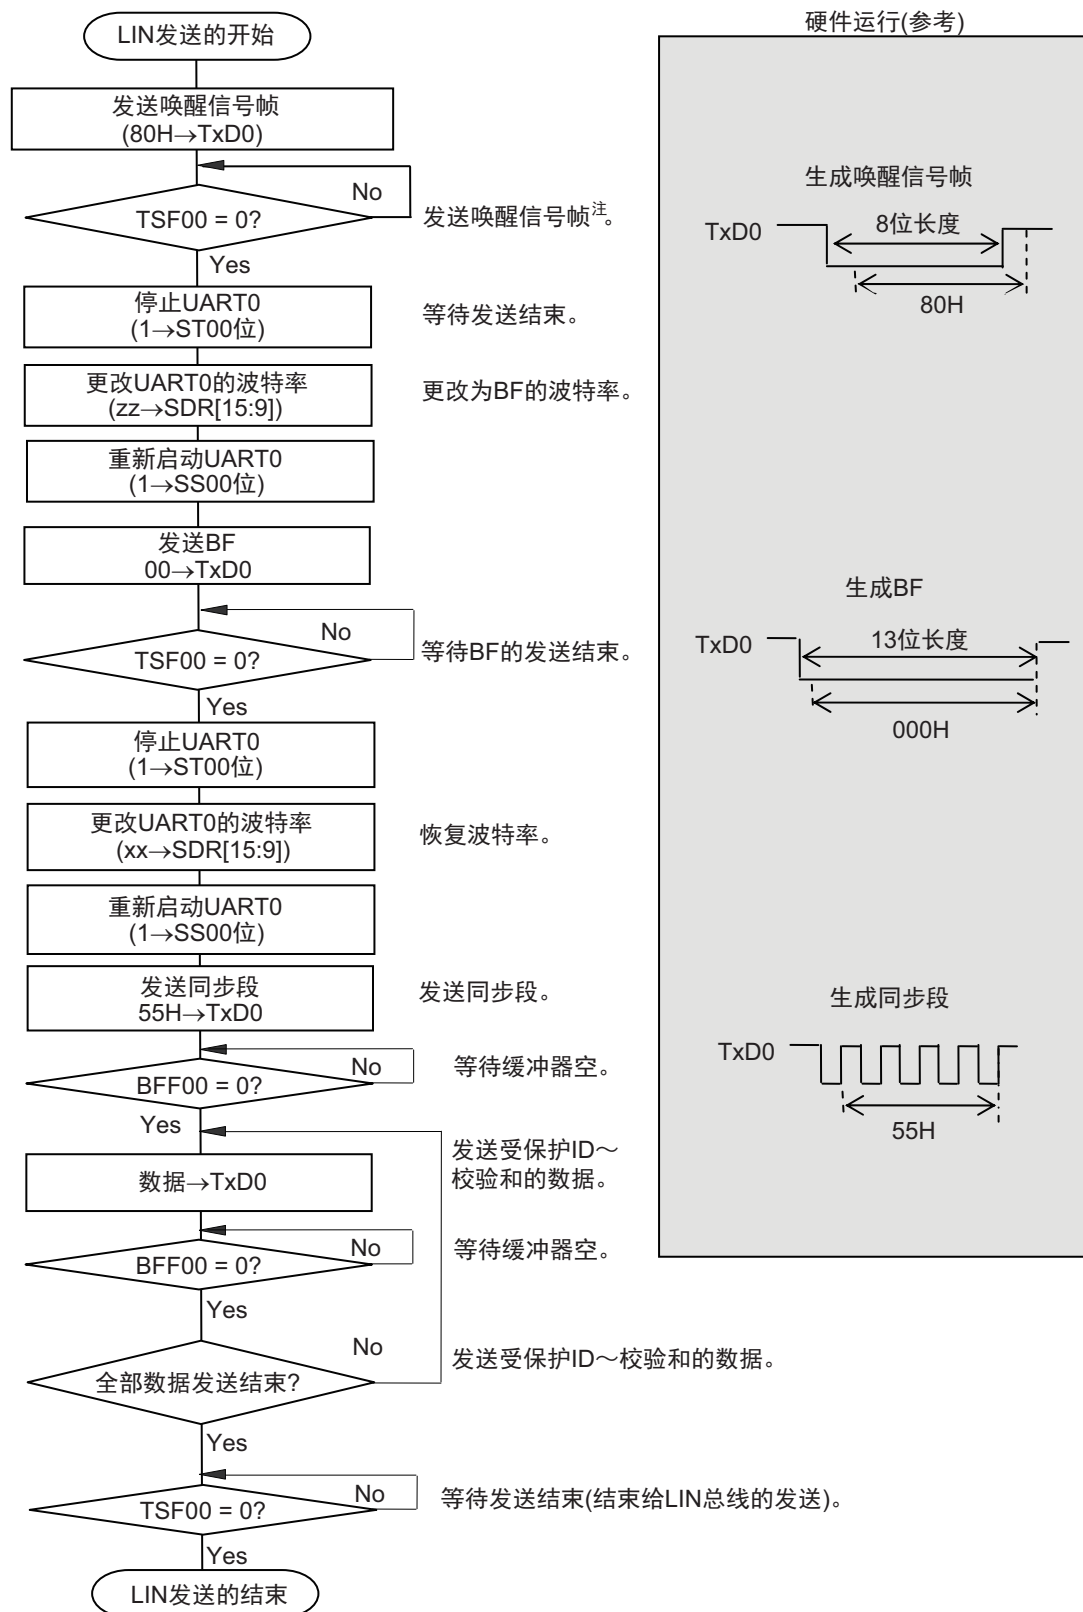 LIN发送的开始
发送唤醒信号帧
(80H→TxD0)
No
TSF00 = 0?
发送唤醒信号帧注。
Yes
停止UART0
(1→ST00位)
等待发送结束。
更改UART0的波特率
(zz→SDR[15:9])
更改为BF的波特率。
重新启动UART0
(1→SS00位)
发送BF
00→TxD0
No
TSF00 = 0?
等待BF的发送结束。
Yes
停止UART0
(1→ST00位)
更改UART0的波特率
(xx→SDR[15:9])
恢复波特率。
重新启动UART0
(1→SS00位)
发送同步段
55H→TxD0
发送同步段。
No
BFF00 = 0?
等待缓冲器空。
Yes
发送受保护ID～
校验和的数据。
数据→TxD0
No
BFF00 = 0?
等待缓冲器空。
Yes
No
全部数据发送结束?
发送受保护ID～校验和的数据。
Yes
No
TSF00 = 0?
等待发送结束(结束给LIN总线的发送)。
Yes
LIN发送的结束
硬件运行(参考)
生成唤醒信号帧
TxD0
8位长度
80H
生成BF
TxD0
13位长度
000H
生成同步段
TxD0
55H